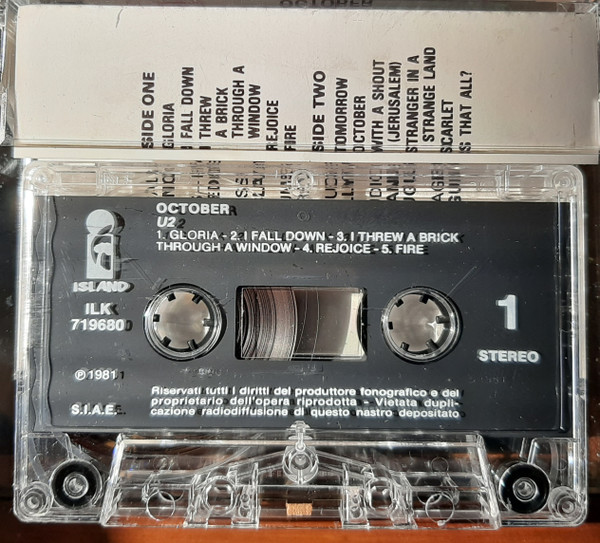 OCTOBER
SIDE ONE
GLORIA
I FALL DOWN
I THREW
A BRICK
THROUGH A
WINDOW
REJOICE
FIRE
SIDE TWO
TOMORROW
OCTOBER
WITH A SHOUT
(JERUSALEM)
STRANGER IN A
STRANGE LAND
SCARLET
IS THAT ALL?
OCTOBER
U2
1. GLORIA - 2. I FALL DOWN - 3. I THREW A BRICK
THROUGH A WINDOW - 4. REJOICE - 5. FIRE
ISLAND
ILK
719680
1
STEREO
℗ 1981
S.I.A.E.
Riservati tutti i diritti del produttore fonografico e del
proprietario dell'opera riprodotta - Vietata dupli-
cazione radiodiffusione di questo nastro depositato